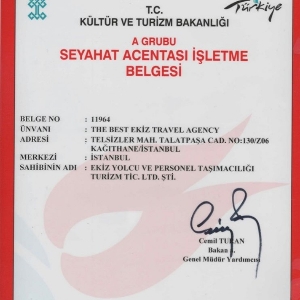 Türkiye
T.C.
KÜLTÜR VE TURİZM BAKANLIĞI
A GRUBU
SEYAHAT ACENTASI İŞLETME
BELGESİ
BELGE NO : 11964
ÜNVANI : THE BEST EKİZ TRAVEL AGENCY
ADRESİ : TELSİZLER MAH. TALATPAŞA CAD. NO:130/Z06
KAĞITHANE/İSTANBUL
MERKEZİ : İSTANBUL
SAHİBİNİN ADI : EKİZ YOLCU VE PERSONEL TAŞIMACILIĞI
TURİZM TİC. LTD. ŞTİ.
Cemil
Bakan a.
Genel Müdür Yardımcısı